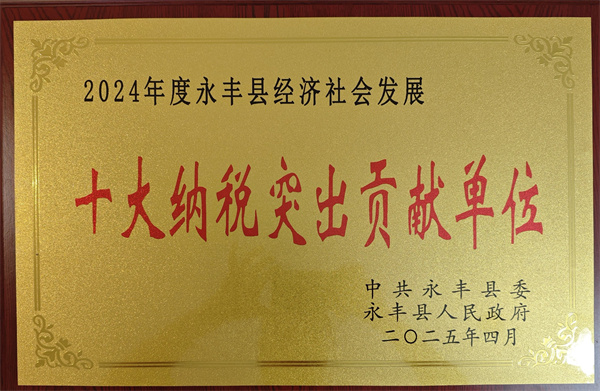 2024年度永丰县经济社会发展
十大纳税突出贡献单位
中共永丰县委
永丰县人民政府
二〇二五年四月